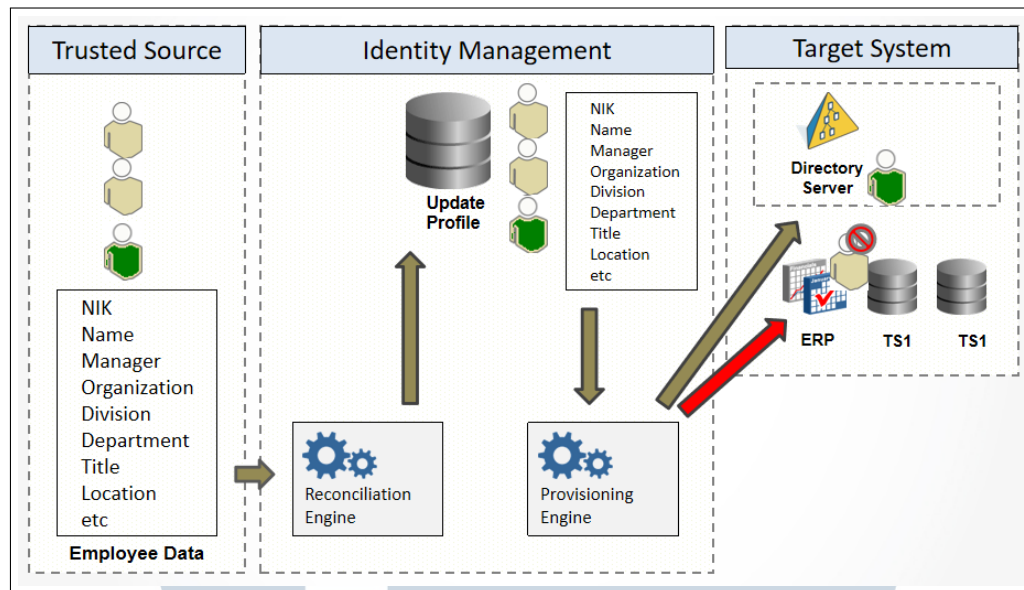 Trusted Source
Identity Management
Target System
NIK
Name
Manager
Organization
Division
Department
Title
Location
etc
Employee Data
Update
Profile
NIK
Name
Manager
Organization
Division
Department
Title
Location
etc
Reconciliation
Engine
Provisioning
Engine
Directory
Server
ERP
TS1
TS1